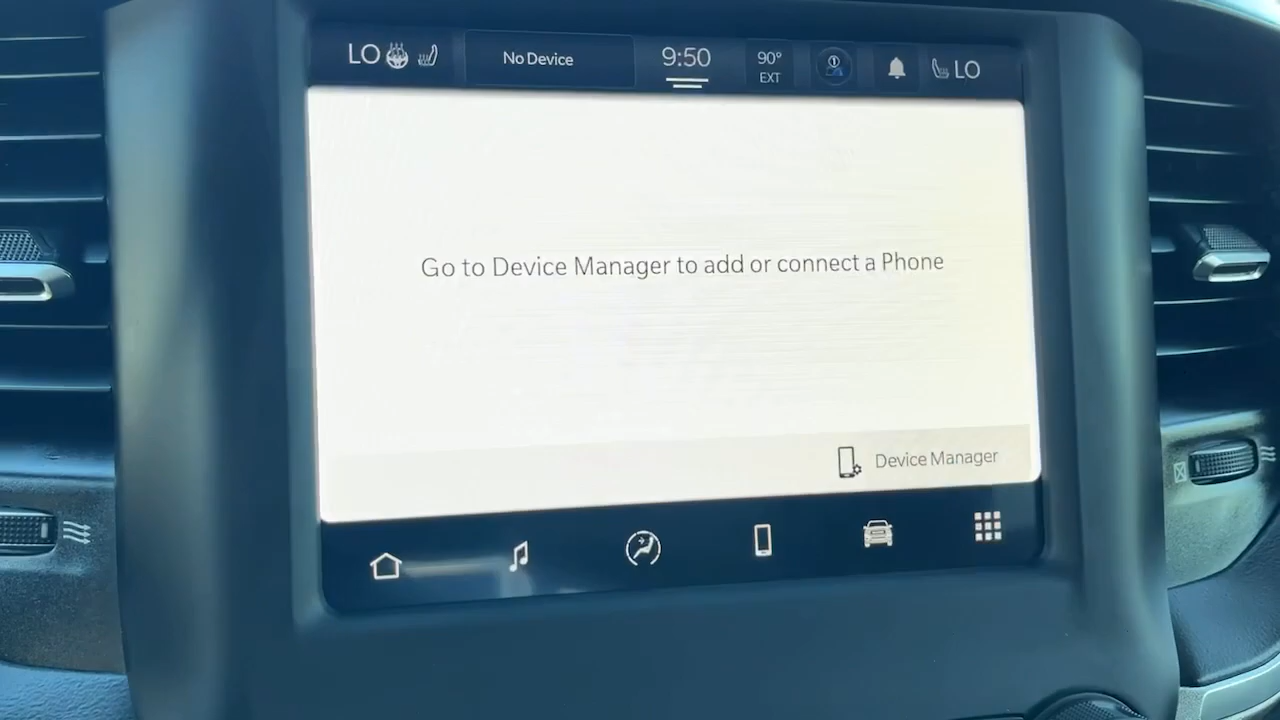 LO
No Device
9:50
90°
EXT
1
LO
Go to Device Manager to add or connect a Phone
Device Manager